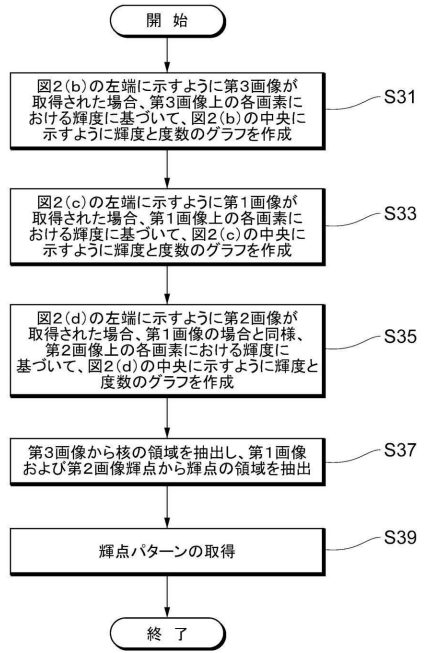 開 始
図2(b)の左端に示すように第3画像が
取得された場合、第3画像上の各画素に
おける輝度に基づいて、図2(b)の中央に
示すように輝度と度数のグラフを作成
S31
図2(c)の左端に示すように第1画像が
取得された場合、第1画像上の各画素に
おける輝度に基づいて、図2(c)の中央に
示すように輝度と度数のグラフを作成
S33
図2(d)の左端に示すように第2画像が
取得された場合、第1画像の場合と同様、
第2画像上の各画素における輝度に
基づいて、図2(d)の中央に示すように輝度と
度数のグラフを作成
S35
第3画像から核の領域を抽出し、第1画像
および第2画像輝点から輝点の領域を抽出
S37
輝点パターンの取得
S39
終 了